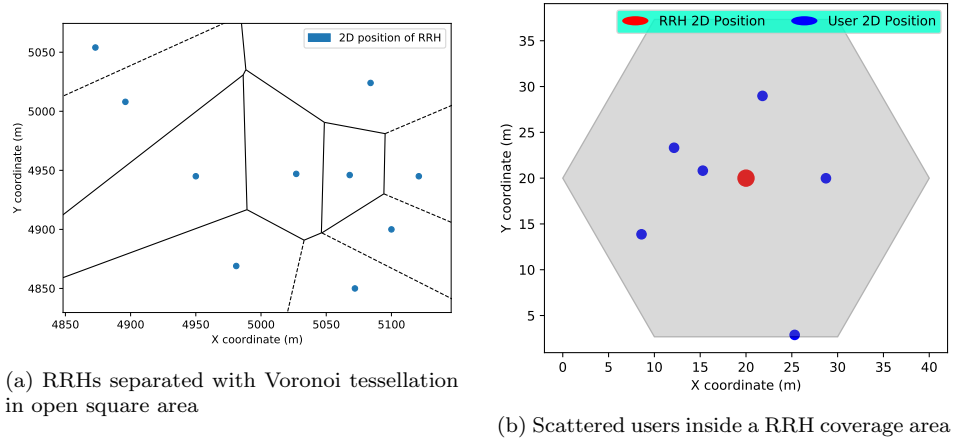 2D position of RRH
5050
5000
4950
4900
4850
Y coordinate (m)
4850 4900 4950 5000 5050 5100
X coordinate (m)
(a) RRHs separated with Voronoi tessellation
in open square area
RRH 2D Position User 2D Position
35
30
25
20
15
10
5
Y coordinate (m)
0 5 10 15 20 25 30 35 40
X coordinate (m)
(b) Scattered users inside a RRH coverage area